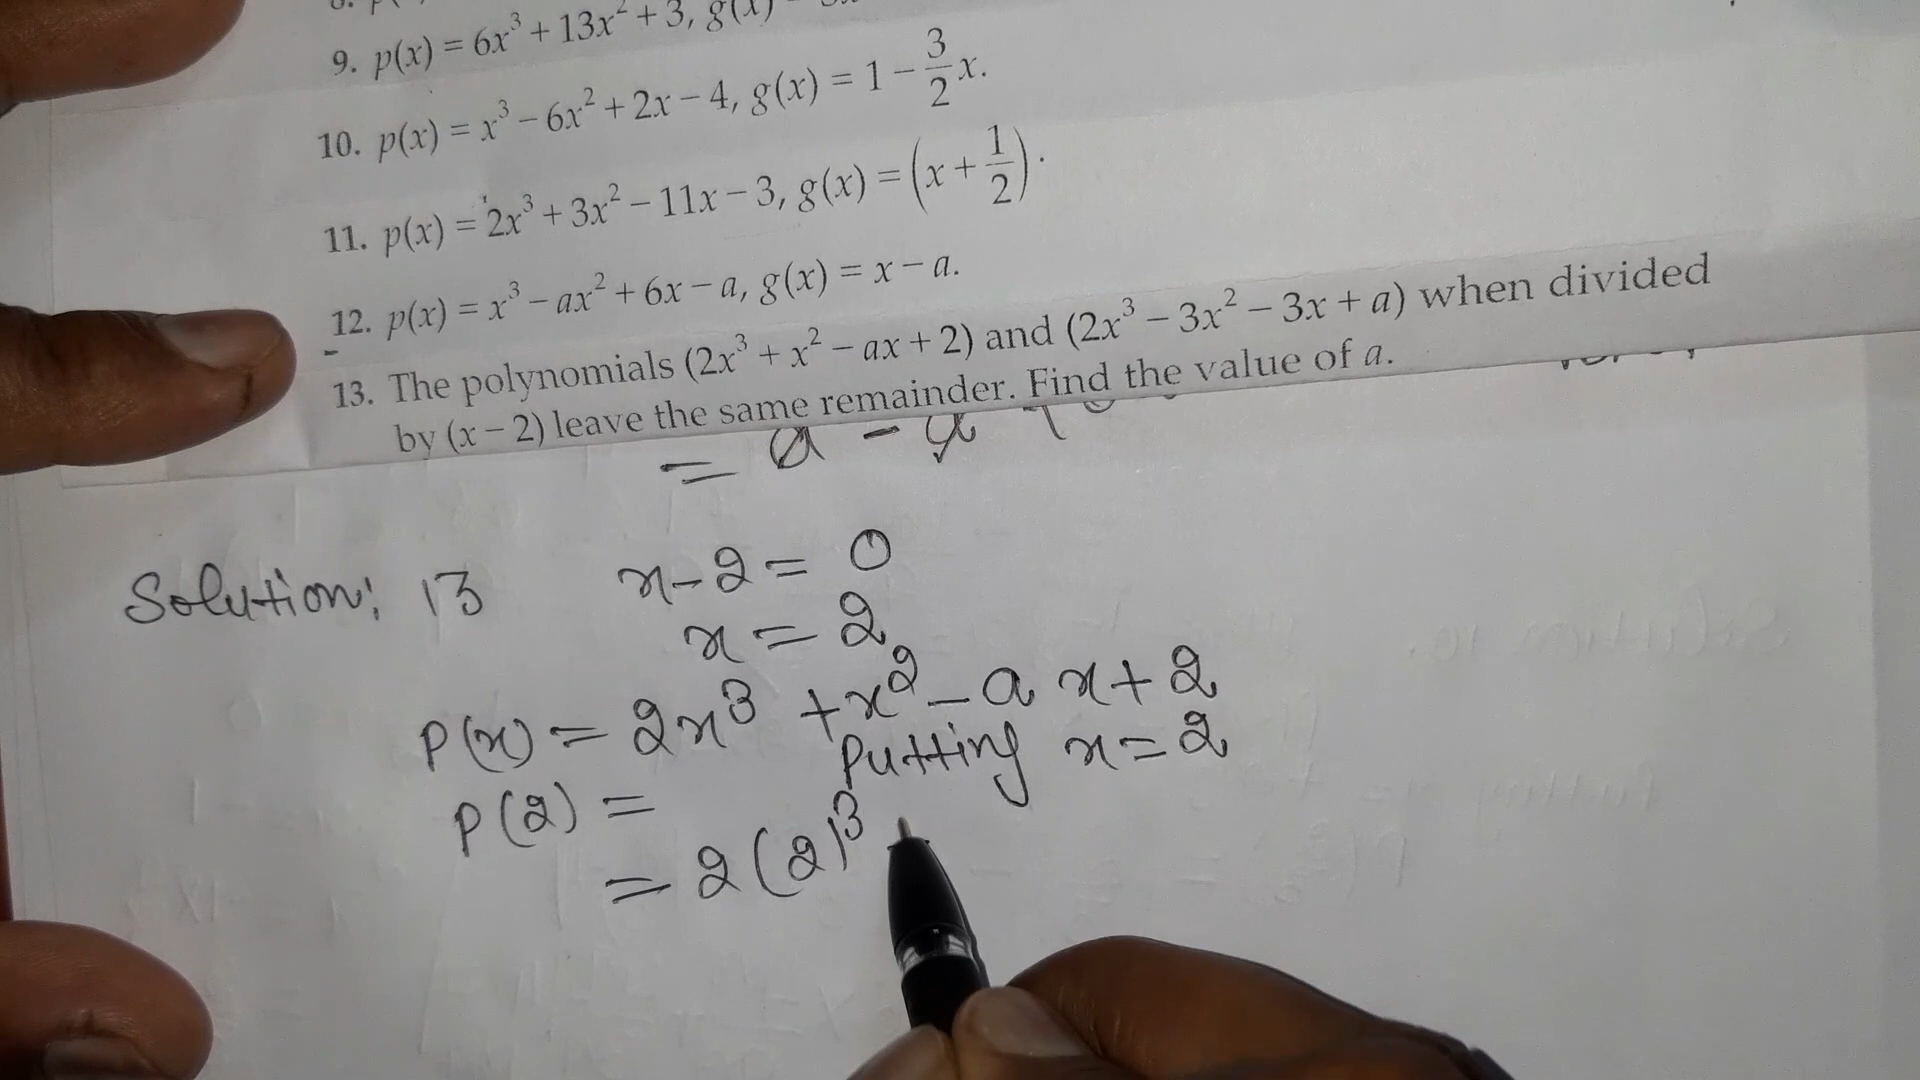 9. p(x) = 6x³ + 13x² + 3, g(x)
10. p(x) = x³ – 6x² + 2x – 4, g(x) = 1 – 3/2 x.
11. p(x) = 2x³ + 3x² – 11x – 3, g(x) = (x + 1/2).
12. p(x) = x³ – ax² + 6x – a, g(x) = x – a.
13. The polynomials (2x³ + x² – ax + 2) and (2x³ – 3x² – 3x + a) when divided
by (x – 2) leave the same remainder. Find the value of a.
Solution: 13 x-2 = 0
x = 2
P(x) = 2x³ + x² - a x + 2
Putting x = 2
P(2) =
= 2(2)³